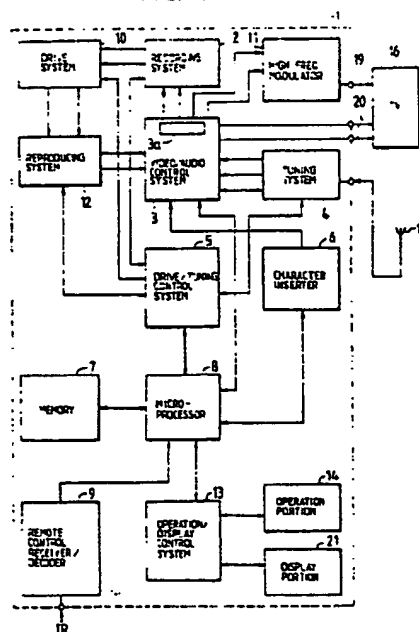 1
10
2
11
DRIVE SYSTEM
RECORDING SYSTEM
HIGH FREQ MODULATOR
19
16
20
3a
VIDEO/AUDIO CONTROL SYSTEM
REPRODUCING SYSTEM
TUNING SYSTEM
12
3
4
5
6
DRIVE/TUNING CONTROL SYSTEM
CHARACTER INSERTER
7
8
MEMORY
MICRO-PROCESSOR
9
13
14
REMOTE CONTROL RECEIVER/DECODER
OPERATION/DISPLAY CONTROL SYSTEM
OPERATION PORTION
21
DISPLAY PORTION
IR